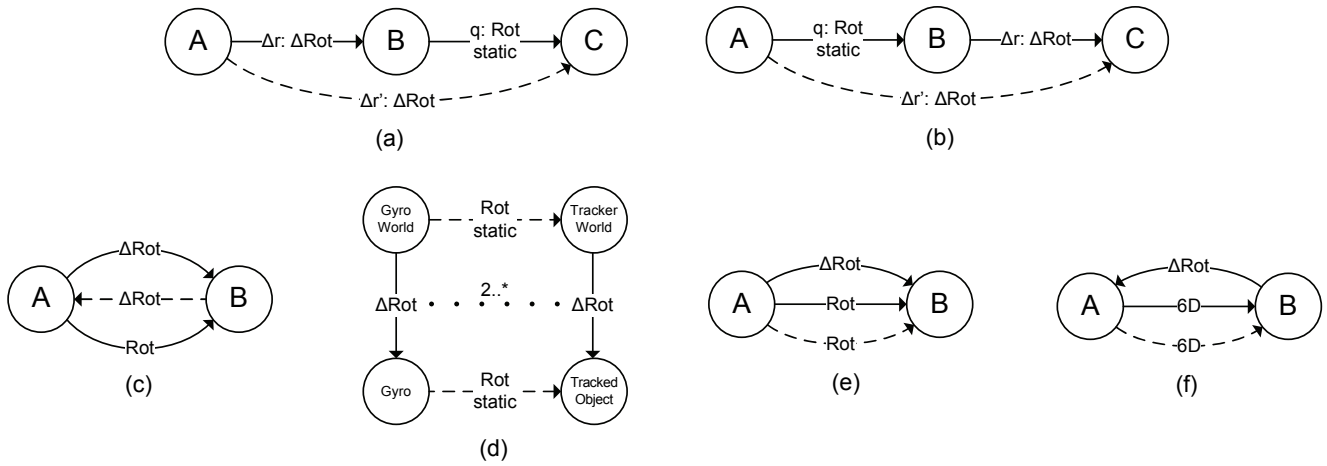 A
Δr: ΔRot
B
q: Rot
static
C
Δr': ΔRot
(a)
A
q: Rot
static
B
Δr: ΔRot
C
Δr': ΔRot
(b)
A
ΔRot
ΔRot
Rot
B
(c)
Gyro
World
Rot
static
Tracker
World
ΔRot
2..*
ΔRot
Gyro
Rot
static
Tracked
Object
(d)
A
ΔRot
Rot
Rot
B
(e)
A
ΔRot
6D
6D
B
(f)